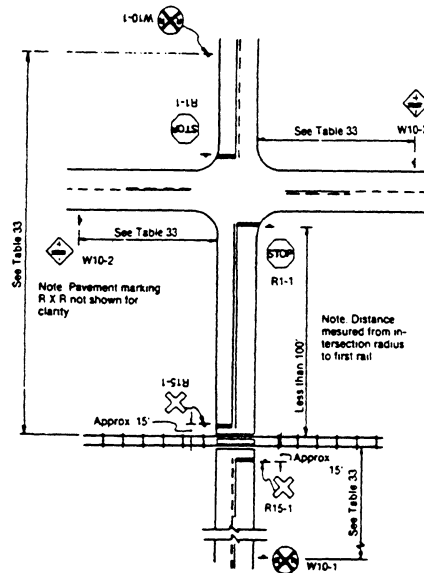 W10-1
R1-1
STOP
See Table 33
W10-2
See Table 33
See Table 33
W10-2
Note. Pavement marking
R X R not shown for
clarity
STOP
R1-1
Note. Distance
mesured from in-
tersection radius
to first rail
Less than 100'
R15-1
Approx 15'
Approx
15'
R15-1
See Table 33
W10-1